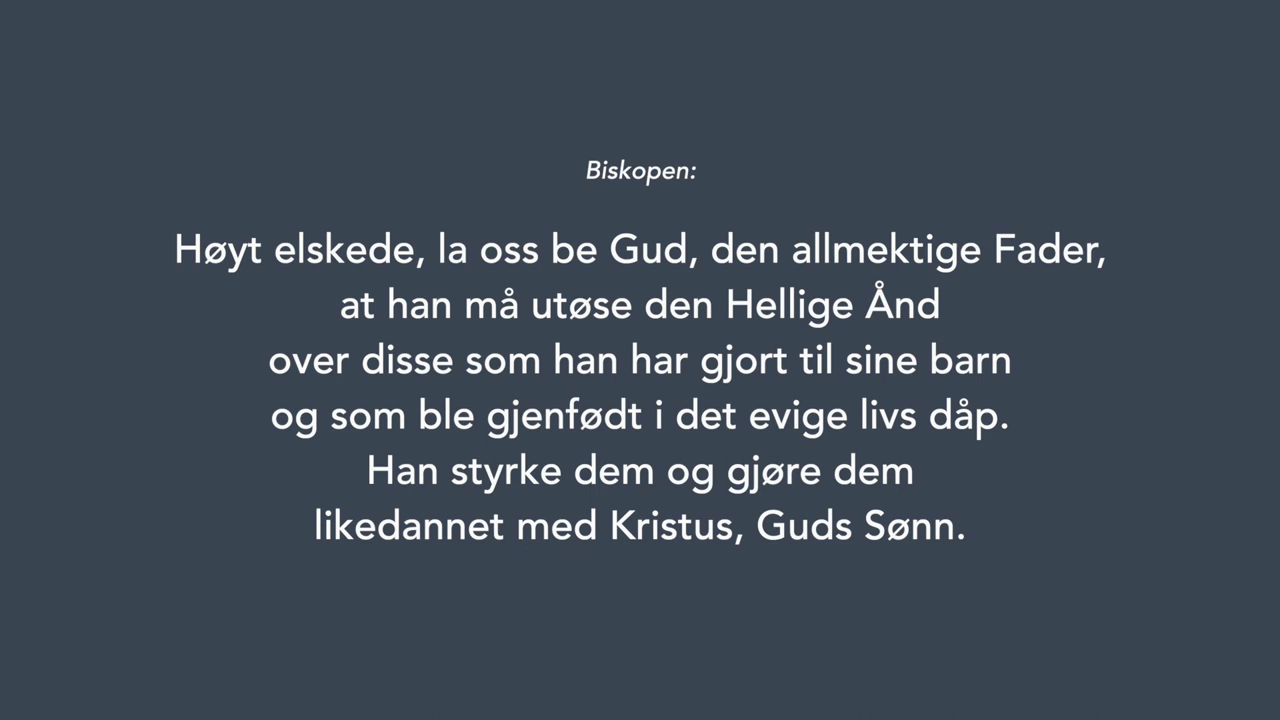 Biskopen:
Høyt elskede, la oss be Gud, den allmektige Fader,
at han må utøse den Hellige Ånd
over disse som han har gjort til sine barn
og som ble gjenfødt i det evige livs dåp.
Han styrke dem og gjøre dem
likedannet med Kristus, Guds Sønn.